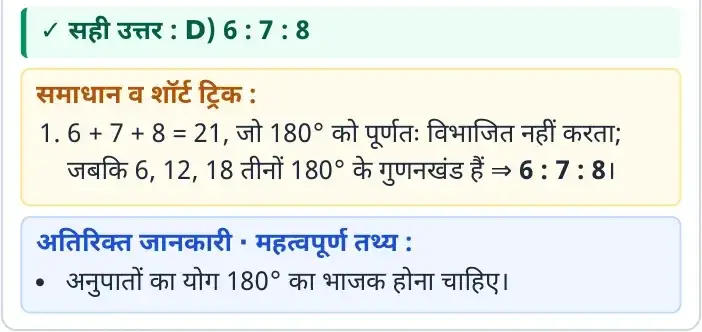 ✓ सही उत्तर : D) 6 : 7 : 8
समाधान व शॉर्ट ट्रिक :
1. 6 + 7 + 8 = 21, जो 180° को पूर्णतः विभाजित नहीं करता;
जबकि 6, 12, 18 तीनों 180° के गुणनखंड हैं ⇒ 6 : 7 : 8।
अतिरिक्त जानकारी · महत्वपूर्ण तथ्य :
• अनुपातों का योग 180° का भाजक होना चाहिए।